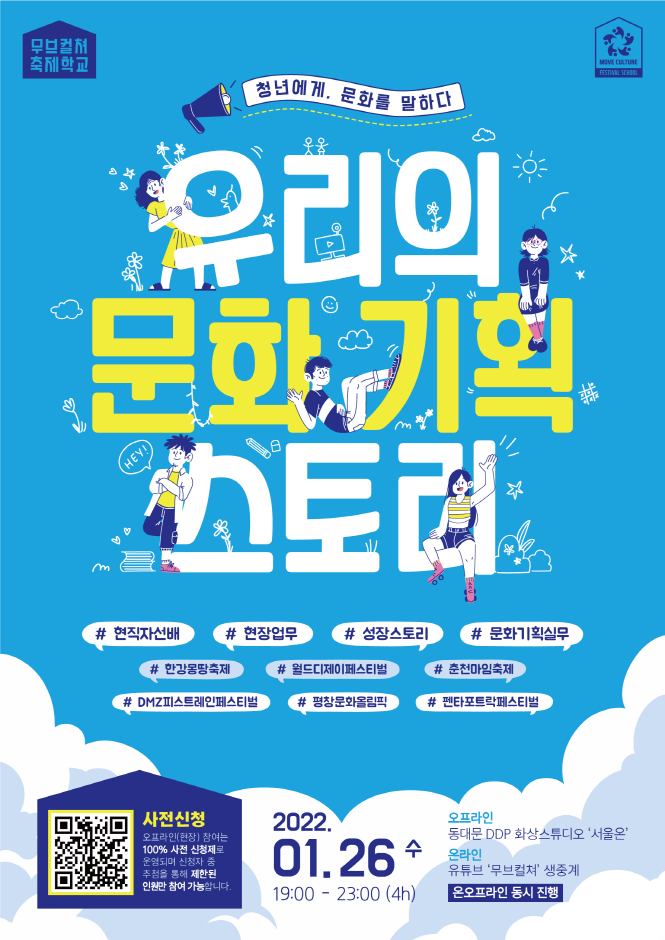 무브컬쳐
축제학교
MOVE CULTURE
FESTIVAL SCHOOL
청년에게, 문화를 말하다
우리의
문화기획
스토리
HEY!
# 현직자선배
# 현장업무
# 성장스토리
# 문화기획실무
# 한강몽땅축제
# 월드디제이페스티벌
# 춘천마임축제
# DMZ피스트레인페스티벌
# 평창문화올림픽
# 펜타포트락페스티벌
사전신청
오프라인(현장) 참여는
100% 사전 신청제로
운영되며 신청자 중
추첨을 통해 제한된
인원만 참여 가능합니다.
2022.
01. 26 수
19:00 - 23:00 (4h)
오프라인
동대문 DDP 화상스튜디오 ‘서울온’
온라인
유튜브 ‘무브컬쳐’ 생중계
온오프라인 동시 진행